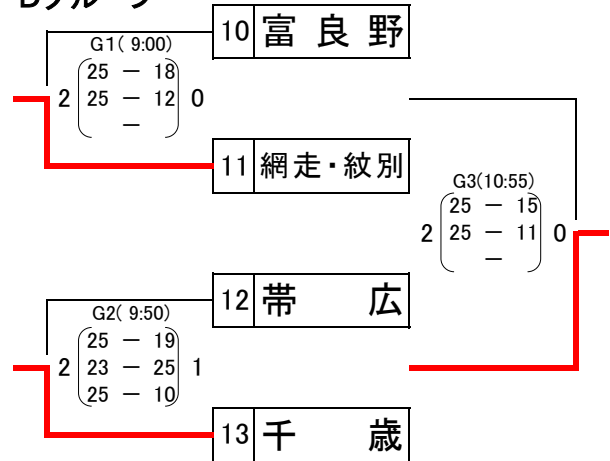 G1( 9:00)
10 富良野
25 － 18
2 25 － 12 0
－
11 網走・紋別
G3(10:55)
25 － 15
2 25 － 11 0
－
12 帯 広
G2( 9:50)
25 － 19
2 23 － 25 1
25 － 10
13 千 歳